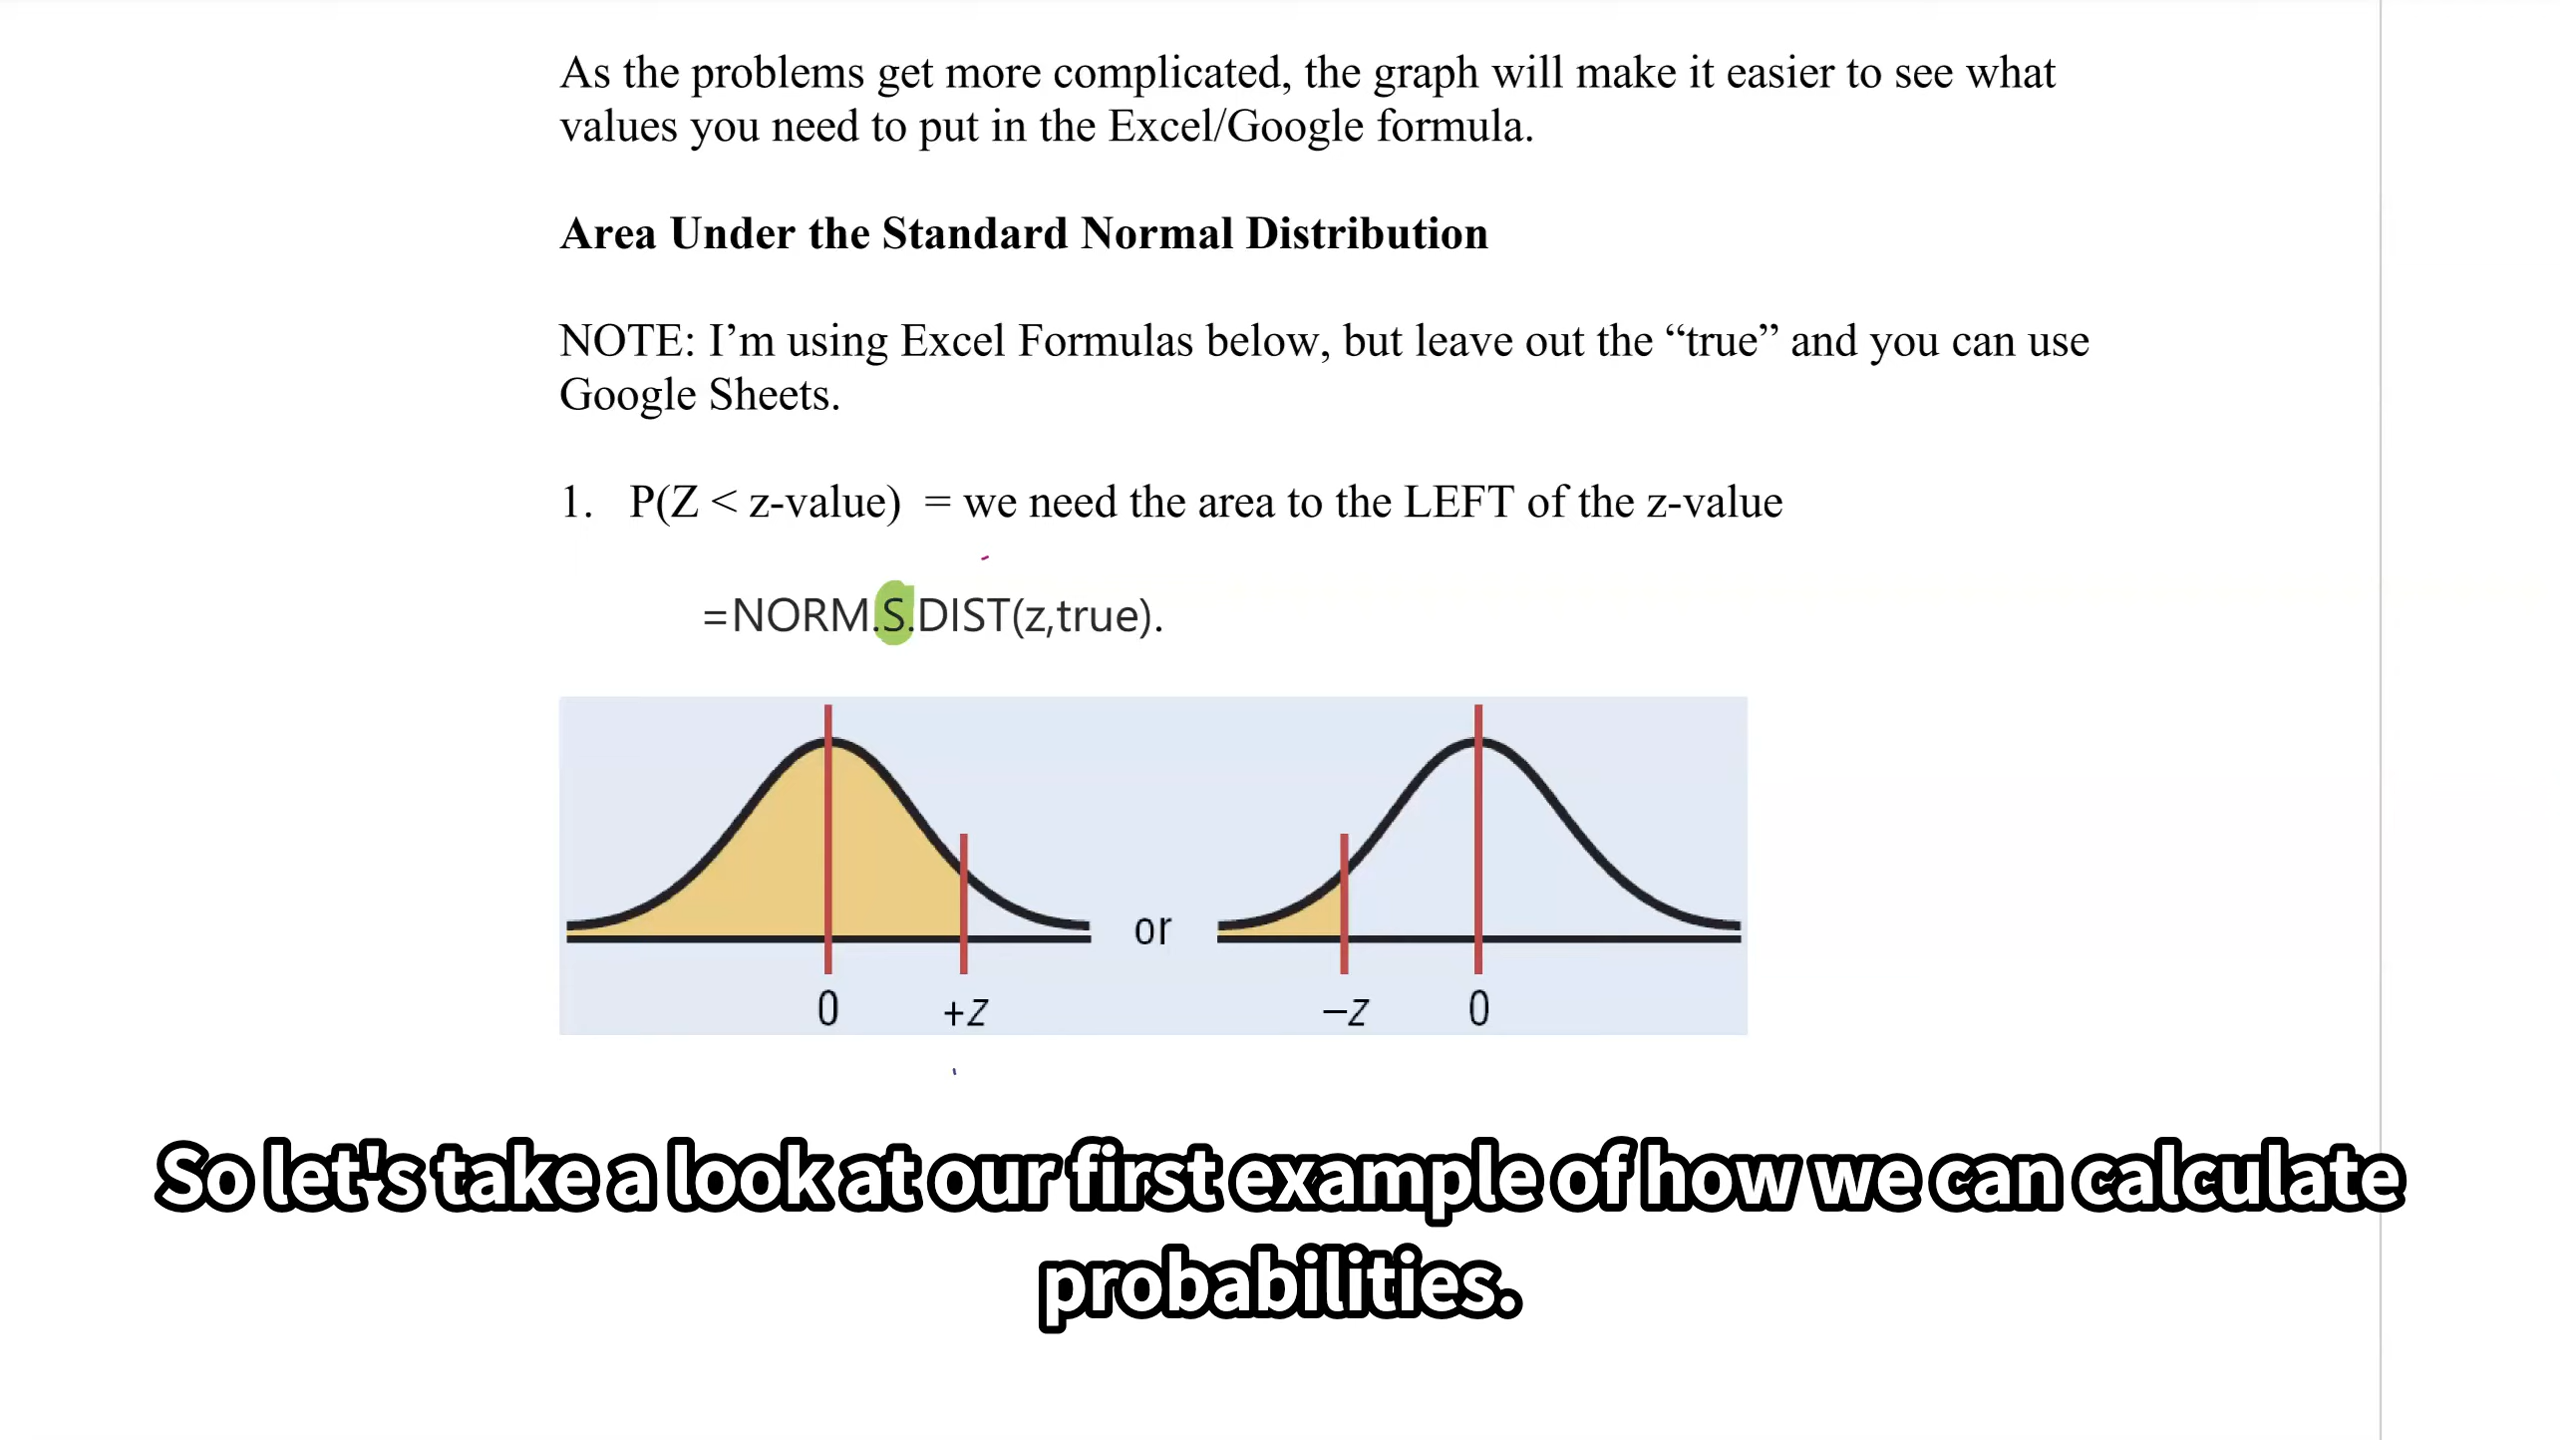 As the problems get more complicated, the graph will make it easier to see what
values you need to put in the Excel/Google formula.
Area Under the Standard Normal Distribution
NOTE: I’m using Excel Formulas below, but leave out the “true” and you can use
Google Sheets.
1. P(Z < z-value) = we need the area to the LEFT of the z-value
=NORM.S.DIST(z,true).
or
0 +z −z 0
So let's take a look at our first example of how we can calculate
probabilities.